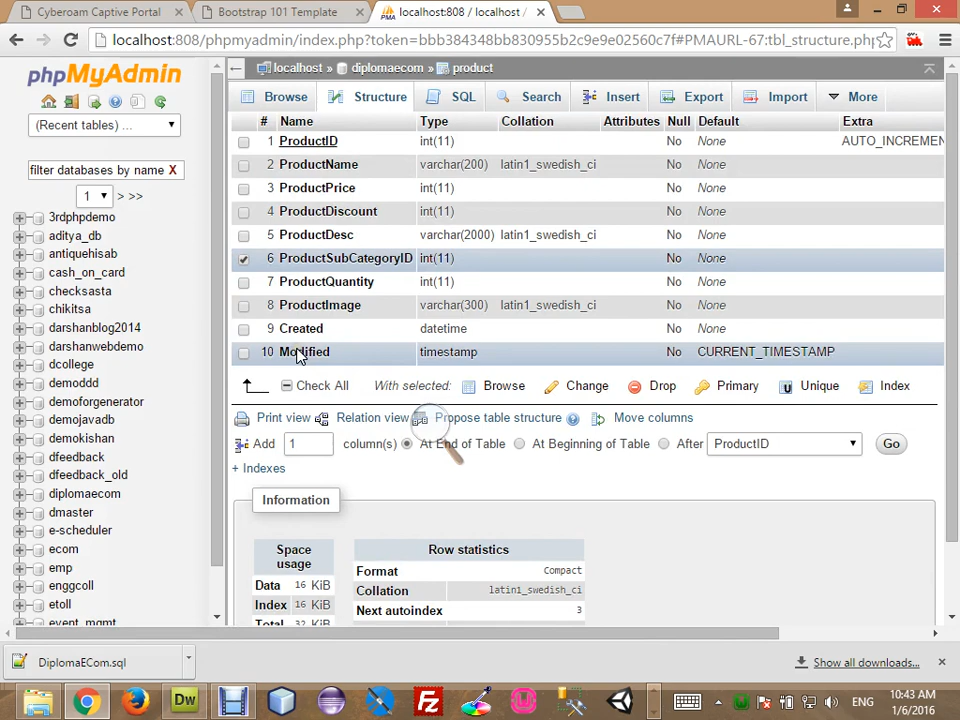 Cyberoam Captive Portal
Bootstrap 101 Template
localhost:808 / localhost /
localhost:808/phpmyadmin/index.php?token=bbb384348bb830955b2c9e9e02560c7f#PMAURL-67:tbl_structure.php
phpMyAdmin
(Recent tables) ...
filter databases by name X
1 > >>
3rdphpdemo
aditya_db
antiquehisab
cash_on_card
checksasta
chikitsa
darshanblog2014
darshanwebdemo
dcollege
demoddd
demoforgenerator
demojavadb
demokishan
dfeedback
dfeedback_old
diplomaecom
dmaster
e-scheduler
ecom
emp
enggcoll
etoll
event_mgmt
localhost » diplomaecom » product
Browse Structure SQL Search Insert Export Import More
# Name Type Collation Attributes Null Default Extra
1 ProductID int(11) No None AUTO_INCREMEN
2 ProductName varchar(200) latin1_swedish_ci No None
3 ProductPrice int(11) No None
4 ProductDiscount int(11) No None
5 ProductDesc varchar(2000) latin1_swedish_ci No None
6 ProductSubCategoryID int(11) No None
7 ProductQuantity int(11) No None
8 ProductImage varchar(300) latin1_swedish_ci No None
9 Created datetime No None
10 Modified timestamp No CURRENT_TIMESTAMP
Check All With selected: Browse Change Drop Primary Unique Index
Print view Relation view Propose table structure Move columns
Add 1 column(s) At End of Table At Beginning of Table After ProductID Go
+ Indexes
Information
Space usage
Data 16 KiB
Index 16 KiB
Total 32 KiB
Row statistics
Format Compact
Collation latin1_swedish_ci
Next autoindex 3
DiplomaECom.sql
Show all downloads...
ENG
10:43 AM
1/6/2016